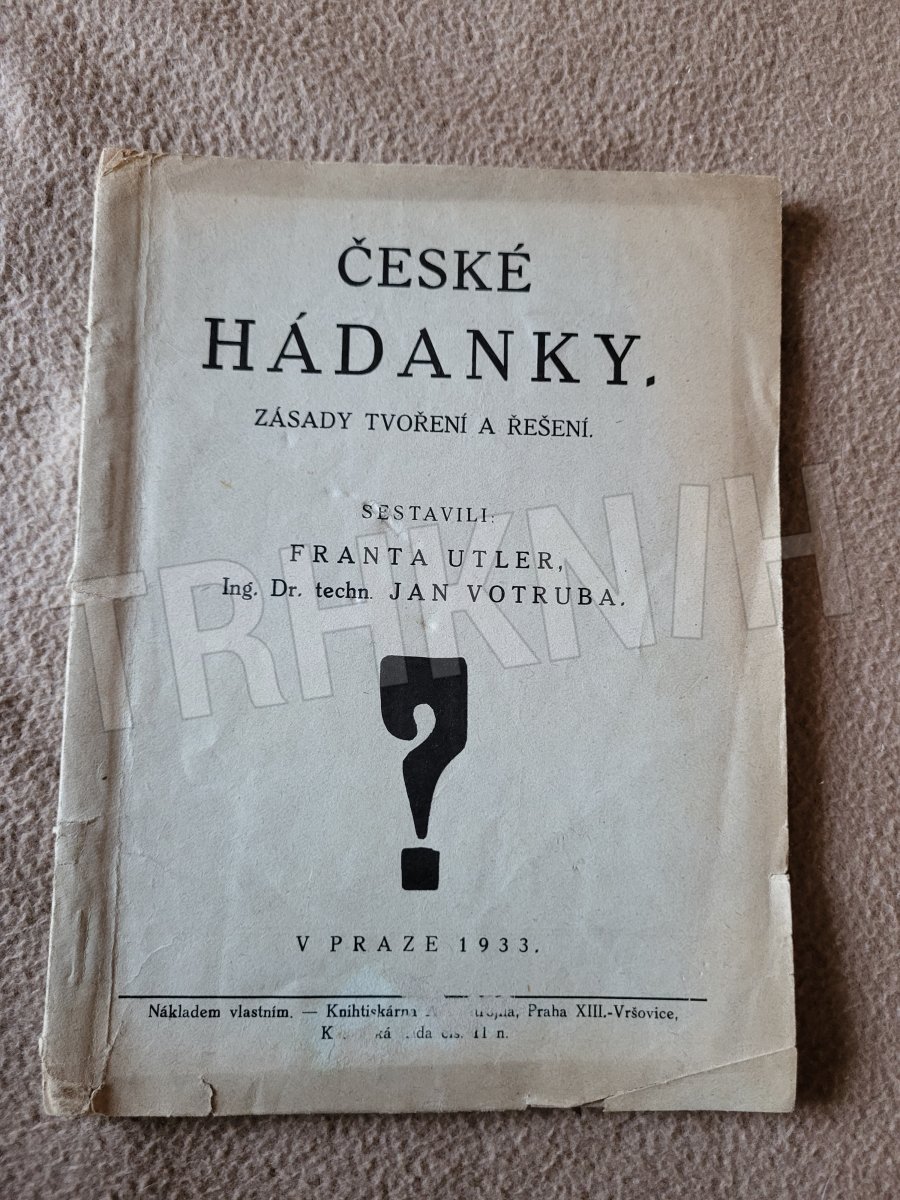 ČESKÉ
HÁDANKY.
ZÁSADY TVOŘENÍ A ŘEŠENÍ.
SESTAVILI:
FRANTA UTLER,
Ing. Dr. techn. JAN VOTRUBA.
TRHKNIH
?
V PRAZE 1933.
Nákladem vlastním. — Knihtiskárna Praha XIII.-Vršovice,
čís. 11 n.